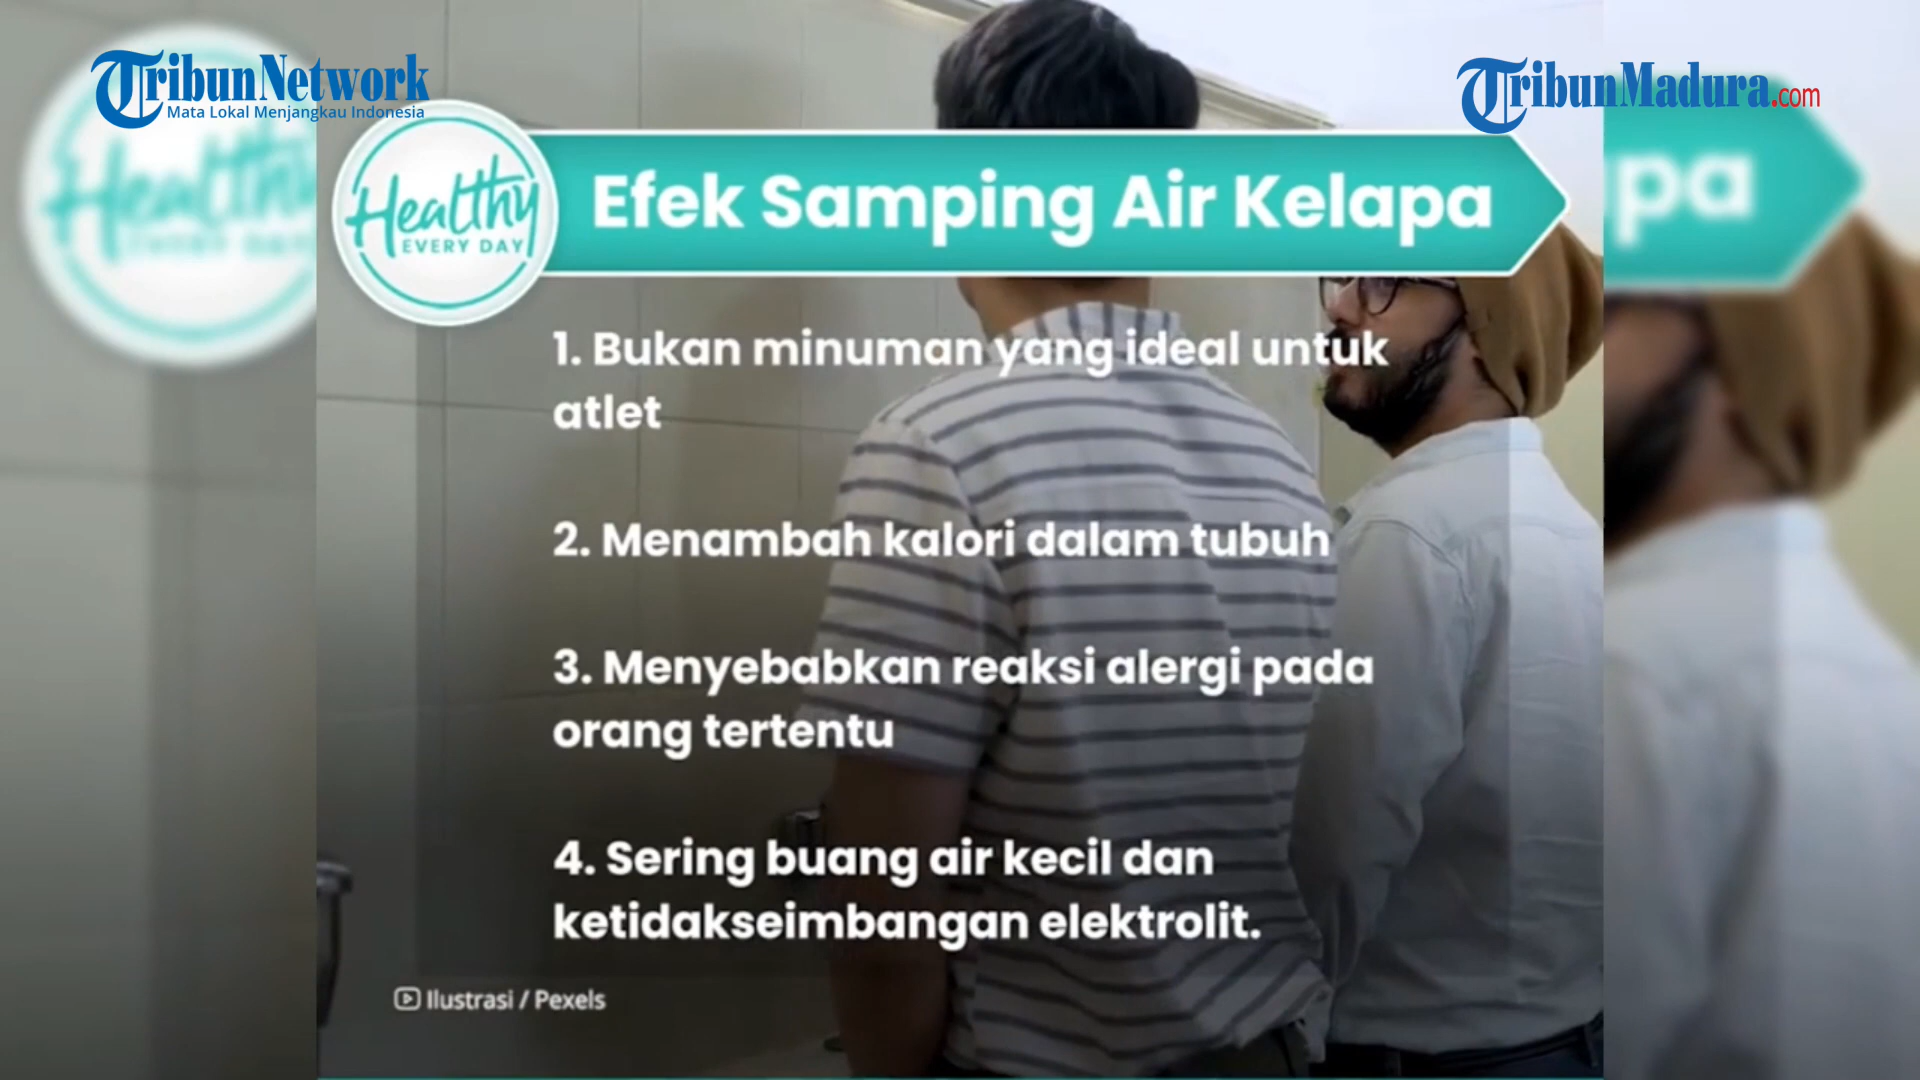 TribunNetwork
Mata Lokal Menjangkau Indonesia
TribunMadura.com
Healthy
EVERY DAY
Efek Samping Air Kelapa
pa
1. Bukan minuman yang ideal untuk
atlet
2. Menambah kalori dalam tubuh
3. Menyebabkan reaksi alergi pada
orang tertentu
4. Sering buang air kecil dan
ketidakseimbangan elektrolit.
Ilustrasi / Pexels